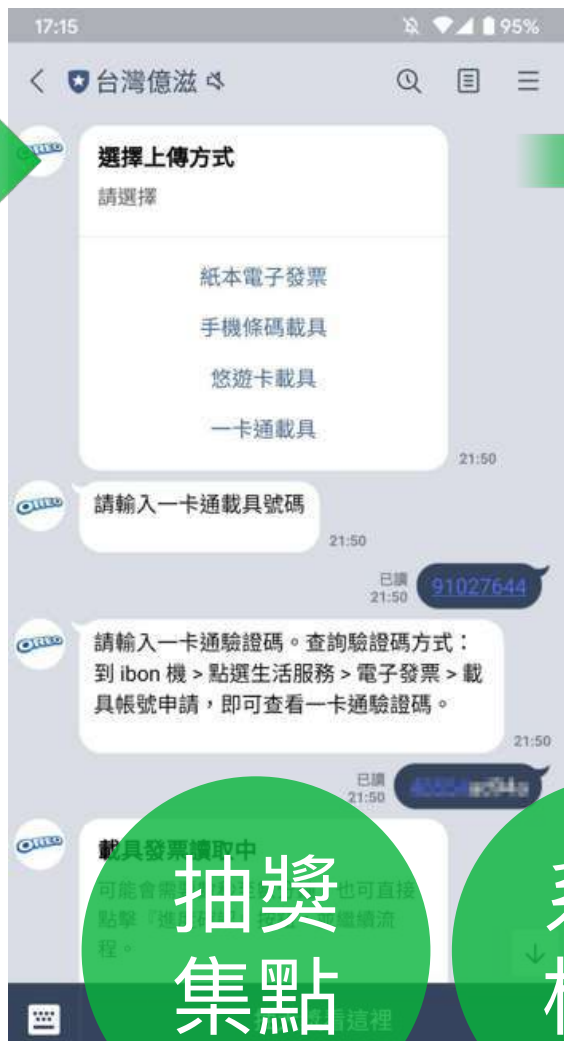 17:15
95%
台灣億滋
OREO
選擇上傳方式
請選擇
紙本電子發票
手機條碼載具
悠遊卡載具
一卡通載具
21:50
OREO
請輸入一卡通載具號碼
21:50
已讀
21:50
91027644
OREO
請輸入一卡通驗證碼。查詢驗證碼方式：
到 ibon 機 > 點選生活服務 > 電子發票 > 載
具帳號申請，即可查看一卡通驗證碼。
21:50
已讀
21:50
OREO
載具發票讀取中
可能會需
也可直接
點擊『進
繼續流
程。
抽獎
集點
看這裡